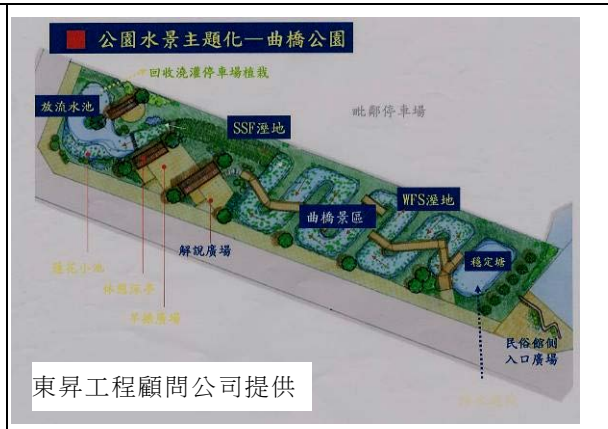 公園水景主題化—曲橋公園
回收澆灌停車場植栽
放流水池
毗鄰停車場
SSF溼地
WFS溼地
曲橋景區
解說廣場
穩定塘
民俗館側
入口廣場
東昇工程顧問公司提供